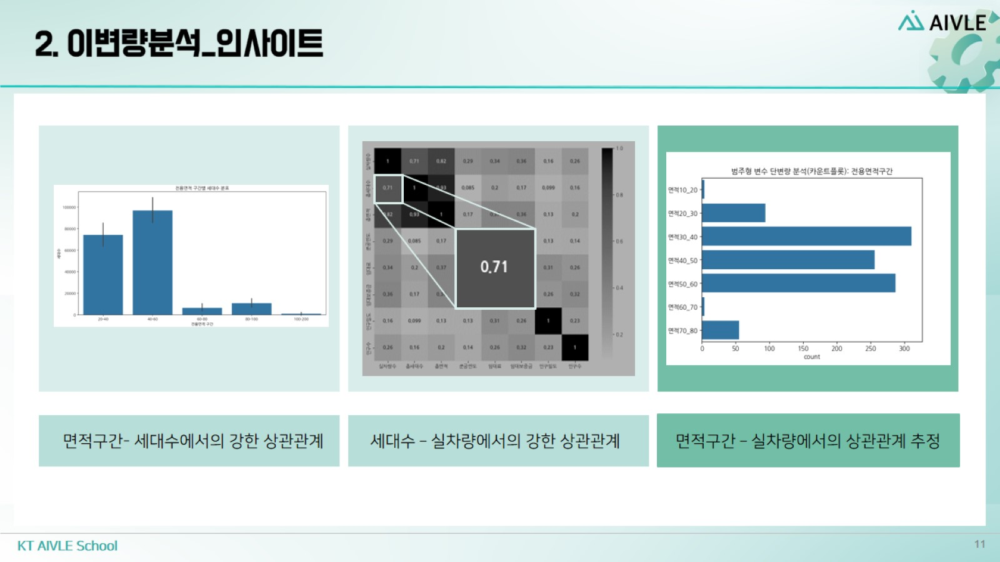 2. 이변량분석_인사이트
AIVLE
전용면적 구간별 세대수 분포
세대수
100000
80000
60000
40000
20000
0
20-40 40-60 60-80 80-100 100-200
전용면적 구간
실차량수 1 0.71 0.82 0.29 0.34 0.36 0.16 0.26
총세대수 0.71 1 0.93 0.085 0.2 0.17 0.099 0.16
총면적 0.82 0.93 1 0.17 0.36 0.13 0.2
준공연도 0.29 0.085 0.17 0.13 0.14
임대료 0.34 0.2 0.37 0.31 0.26
임대보증금 0.36 0.17 0.26 0.32
인구밀도 0.16 0.099 0.13 0.13 0.31 0.26 1 0.23
인구수 0.26 0.16 0.2 0.14 0.26 0.32 0.23 1
실차량수 총세대수 총면적 준공연도 임대료 임대보증금 인구밀도 인구수
0.71
1.0
0.8
0.6
0.4
0.2
범주형 변수 단변량 분석(카운트플롯): 전용면적구간
면적10_20
면적20_30
면적30_40
면적40_50
면적50_60
면적60_70
면적70_80
0 50 100 150 200 250 300
count
면적구간- 세대수에서의 강한 상관관계
세대수 – 실차량에서의 강한 상관관계
면적구간 – 실차량에서의 상관관계 추정
KT AIVLE School
11